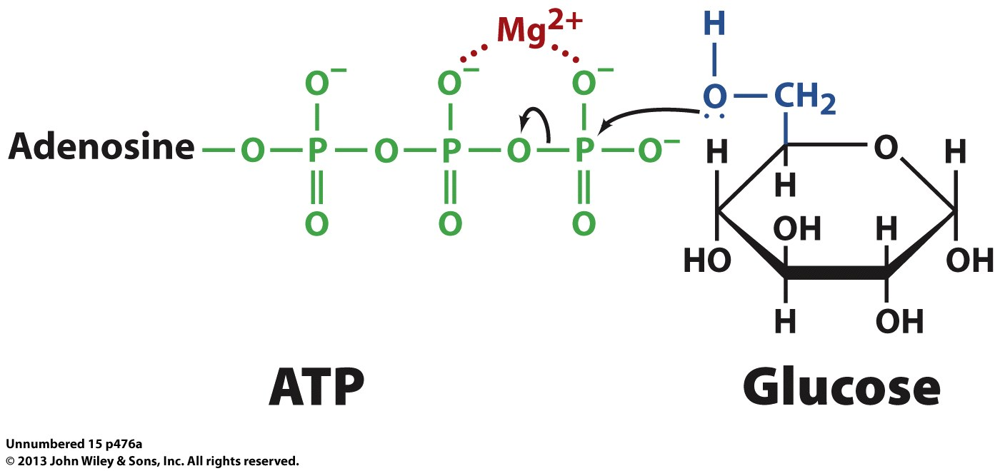 Mg2+ H
O− O− O− O CH2
Adenosine O P O P O P O− H O H
H
O O O OH H
HO OH
H OH
ATP Glucose
Unnumbered 15 p476a
© 2013 John Wiley & Sons, Inc. All rights reserved.